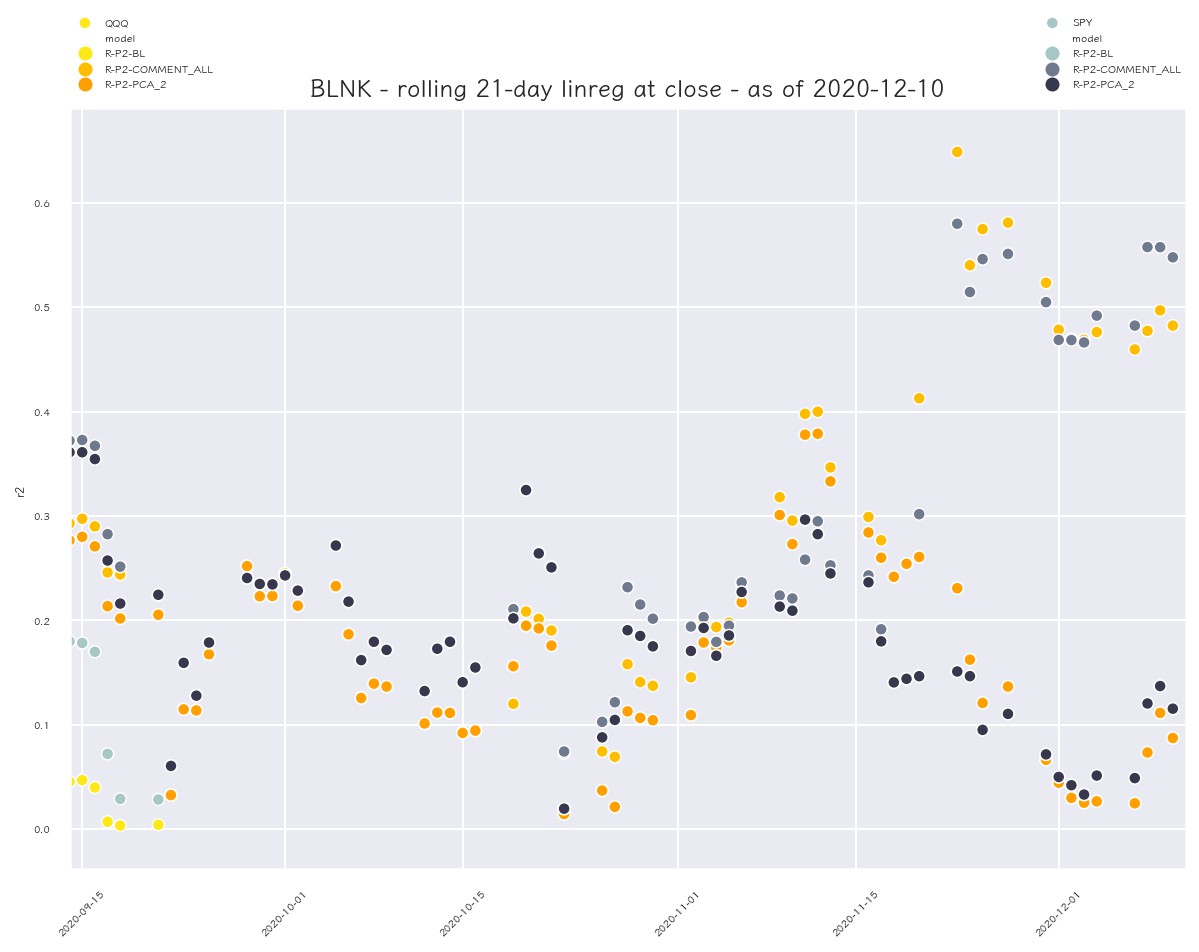 QQQ
model
R-P2-BL
R-P2-COMMENT_ALL
R-P2-PCA_2
SPY
model
R-P2-BL
R-P2-COMMENT_ALL
R-P2-PCA_2
BLNK - rolling 21-day linreg at close - as of 2020-12-10
r2
0.6
0.5
0.4
0.3
0.2
0.1
0.0
2020-09-15
2020-10-01
2020-10-15
2020-11-01
2020-11-15
2020-12-01